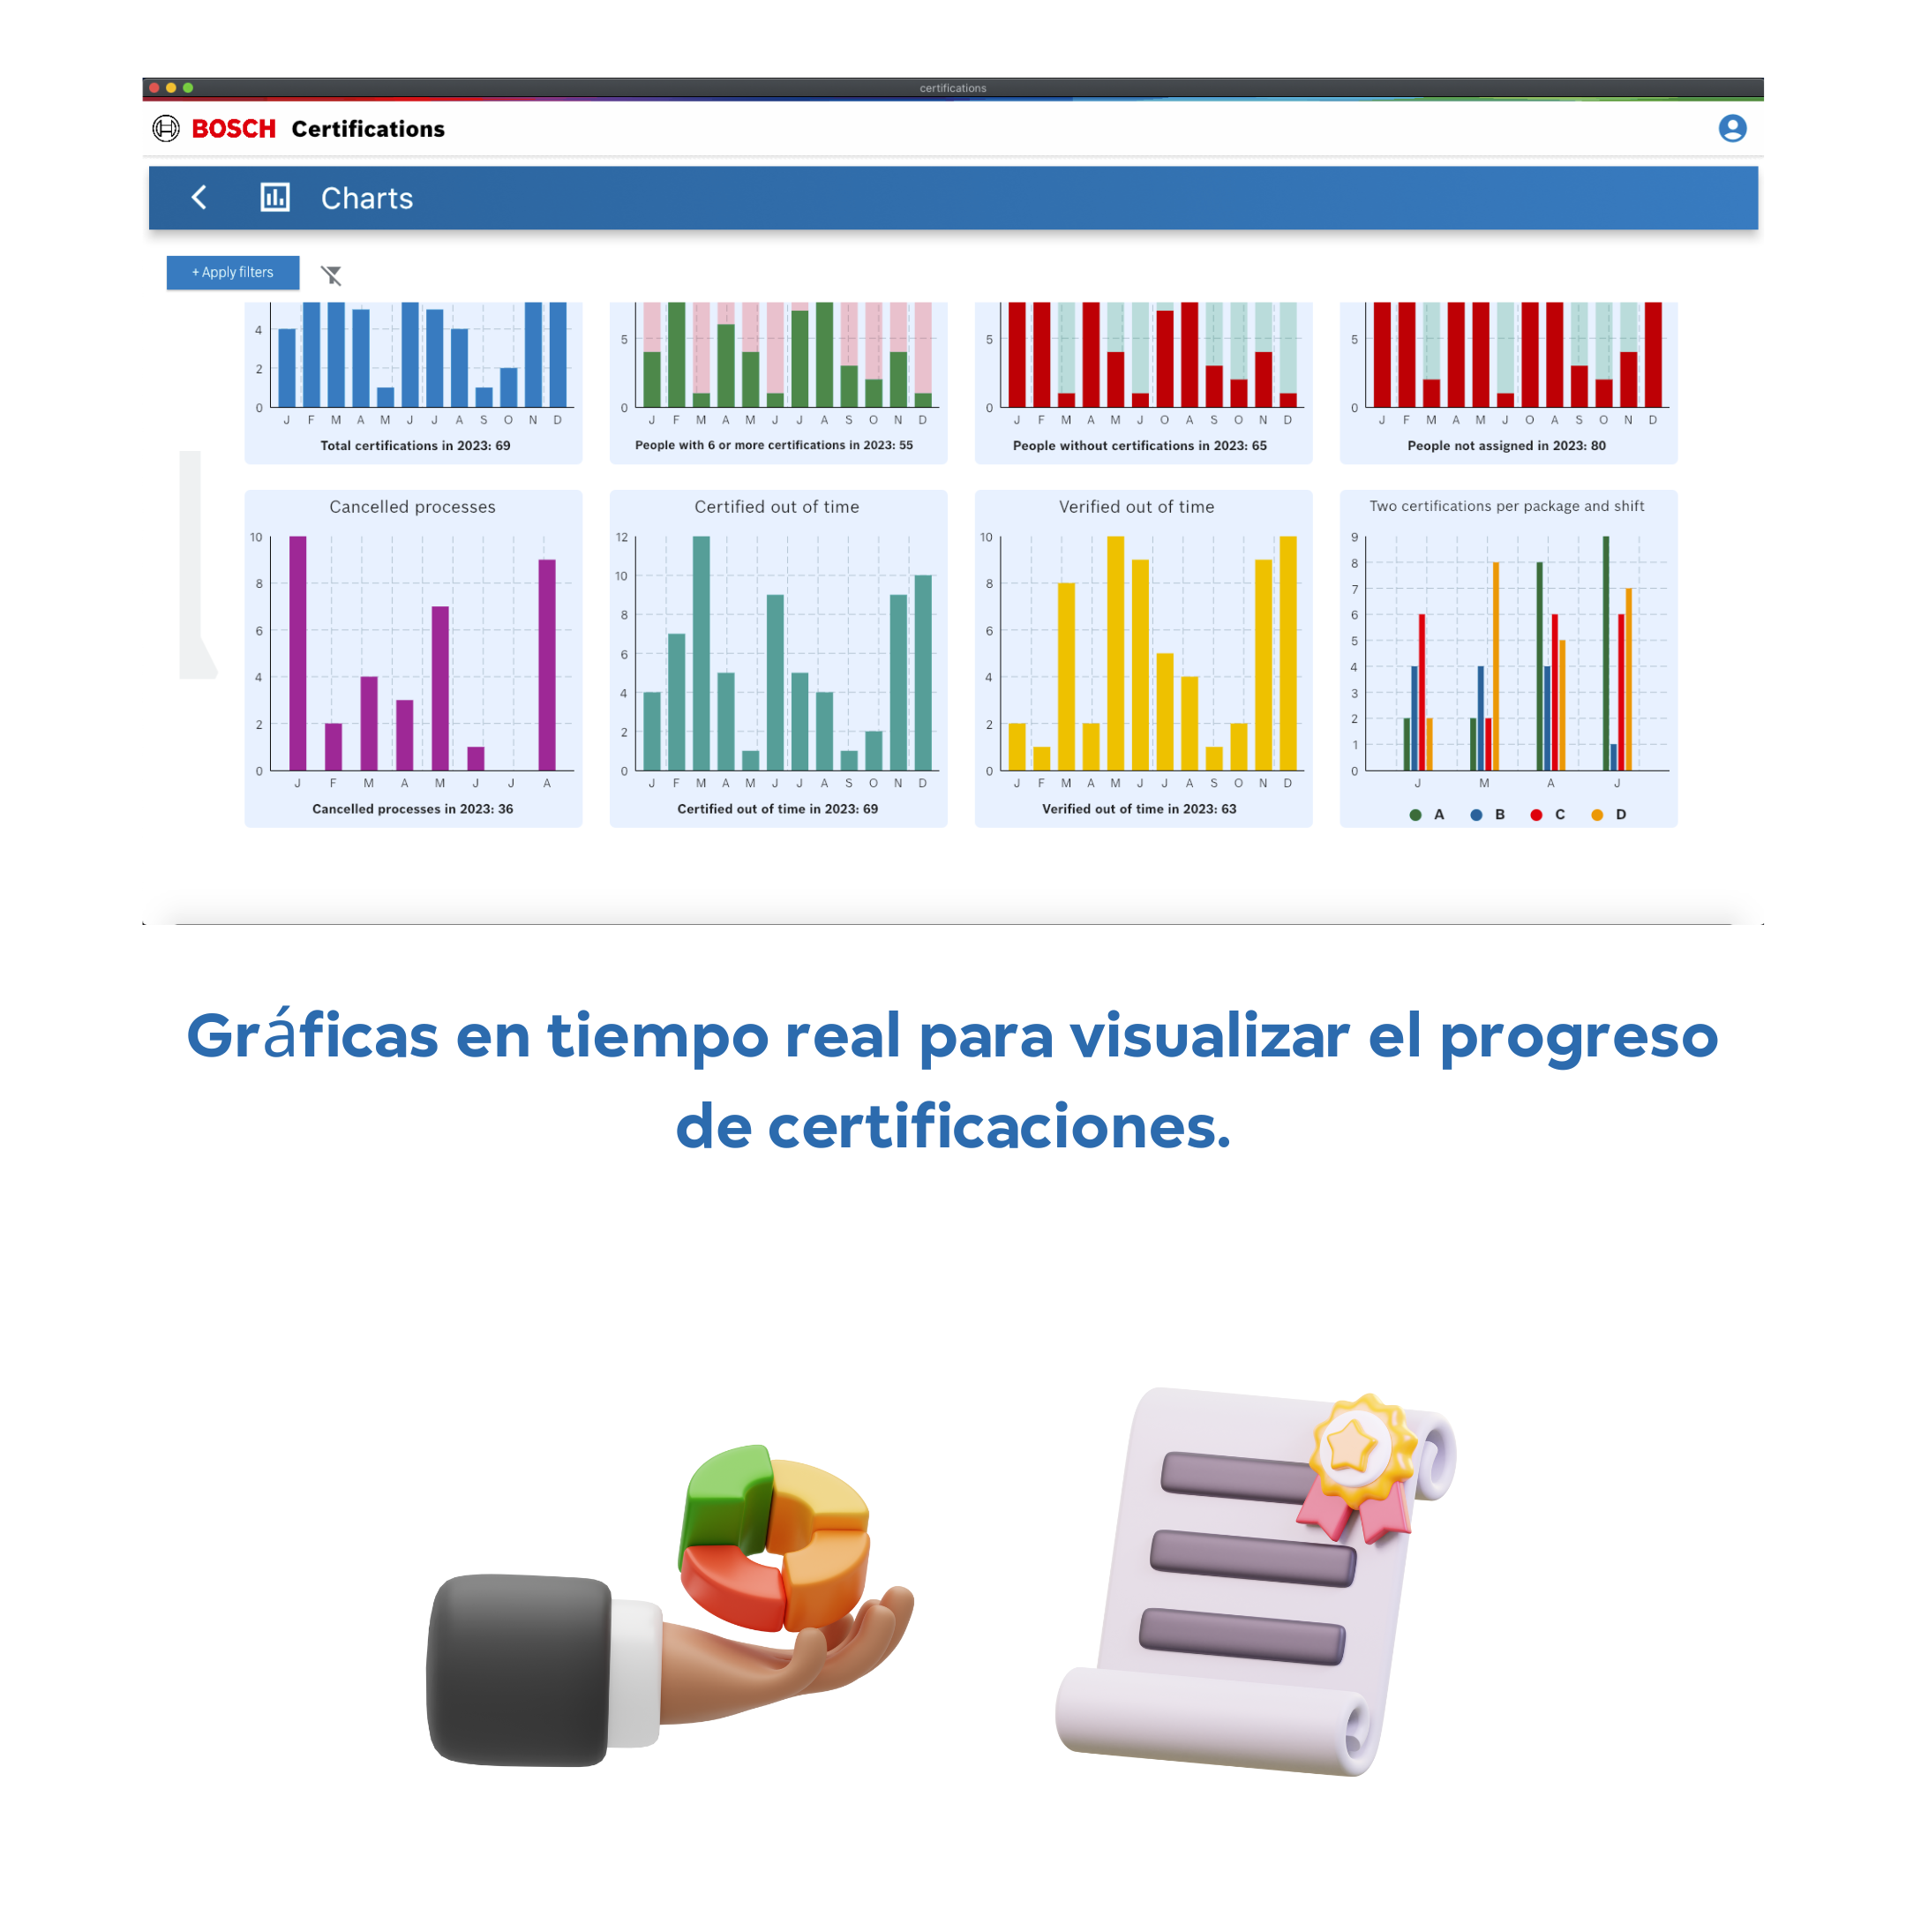 certifications
BOSCH Certifications
Charts
+ Apply filters
4
2
0
J F M A M J J A S O N D
Total certifications in 2023: 69
5
0
J F M A M J J A S O N D
People with 6 or more certifications in 2023: 55
5
0
J F M A M J O A S O N D
People without certifications in 2023: 65
5
0
J F M A M J O A S O N D
People not assigned in 2023: 80
Cancelled processes
10
8
6
4
2
0
J F M A M J J A
Cancelled processes in 2023: 36
Certified out of time
12
10
8
6
4
2
0
J F M A M J J A S O N D
Certified out of time in 2023: 69
Verified out of time
10
8
6
4
2
0
J F M A M J J A S O N D
Verified out of time in 2023: 63
Two certifications per package and shift
9
8
7
6
5
4
3
2
1
0
J M A J
A B C D
Gráficas en tiempo real para visualizar el progreso
de certificaciones.